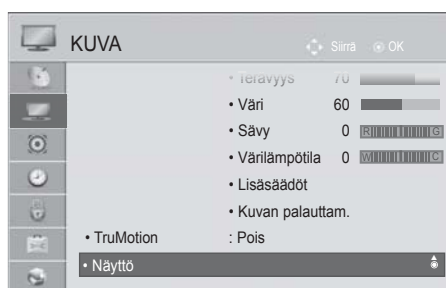 KUVA
Siirrä OK
• Terävyys 70
• Väri 60
• Sävy 0 R G
• Värilämpötila 0 W C
• Lisäsäädöt
• Kuvan palauttam.
• TruMotion : Pois
• Näyttö